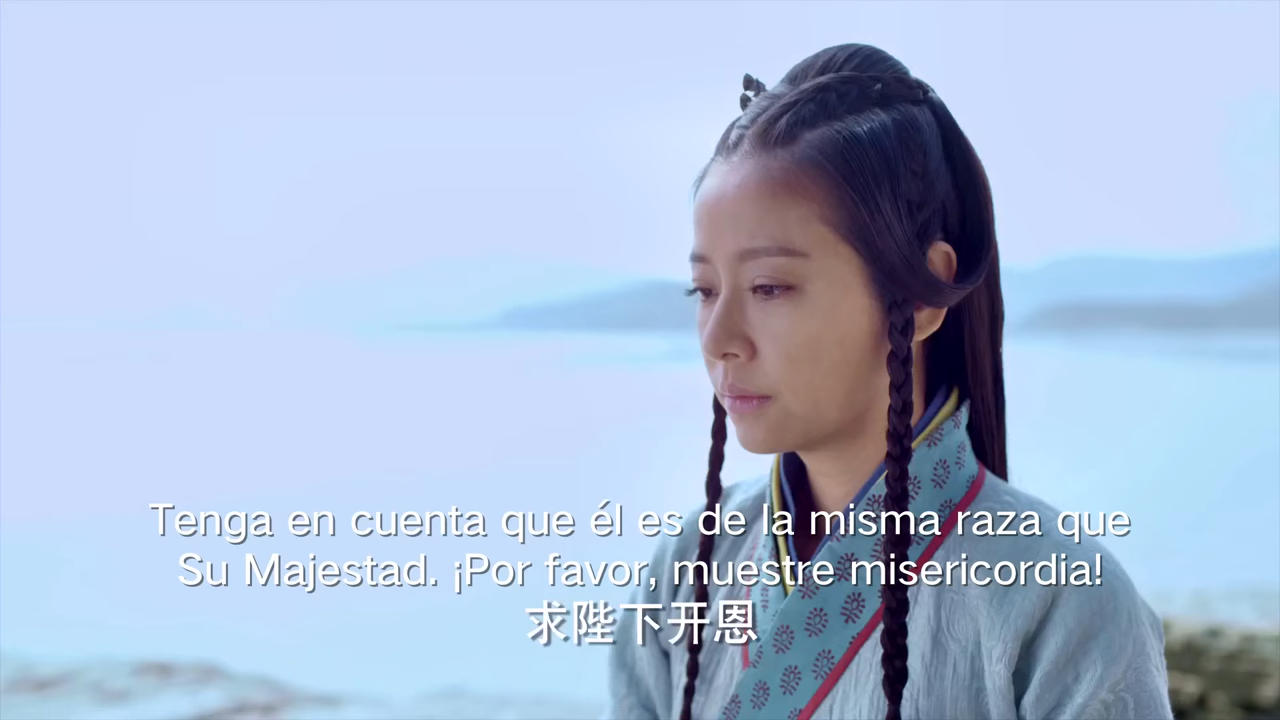 Tenga en cuenta que él es de la misma raza que
Su Majestad. ¡Por favor, muestre misericordia!
求陛下开恩